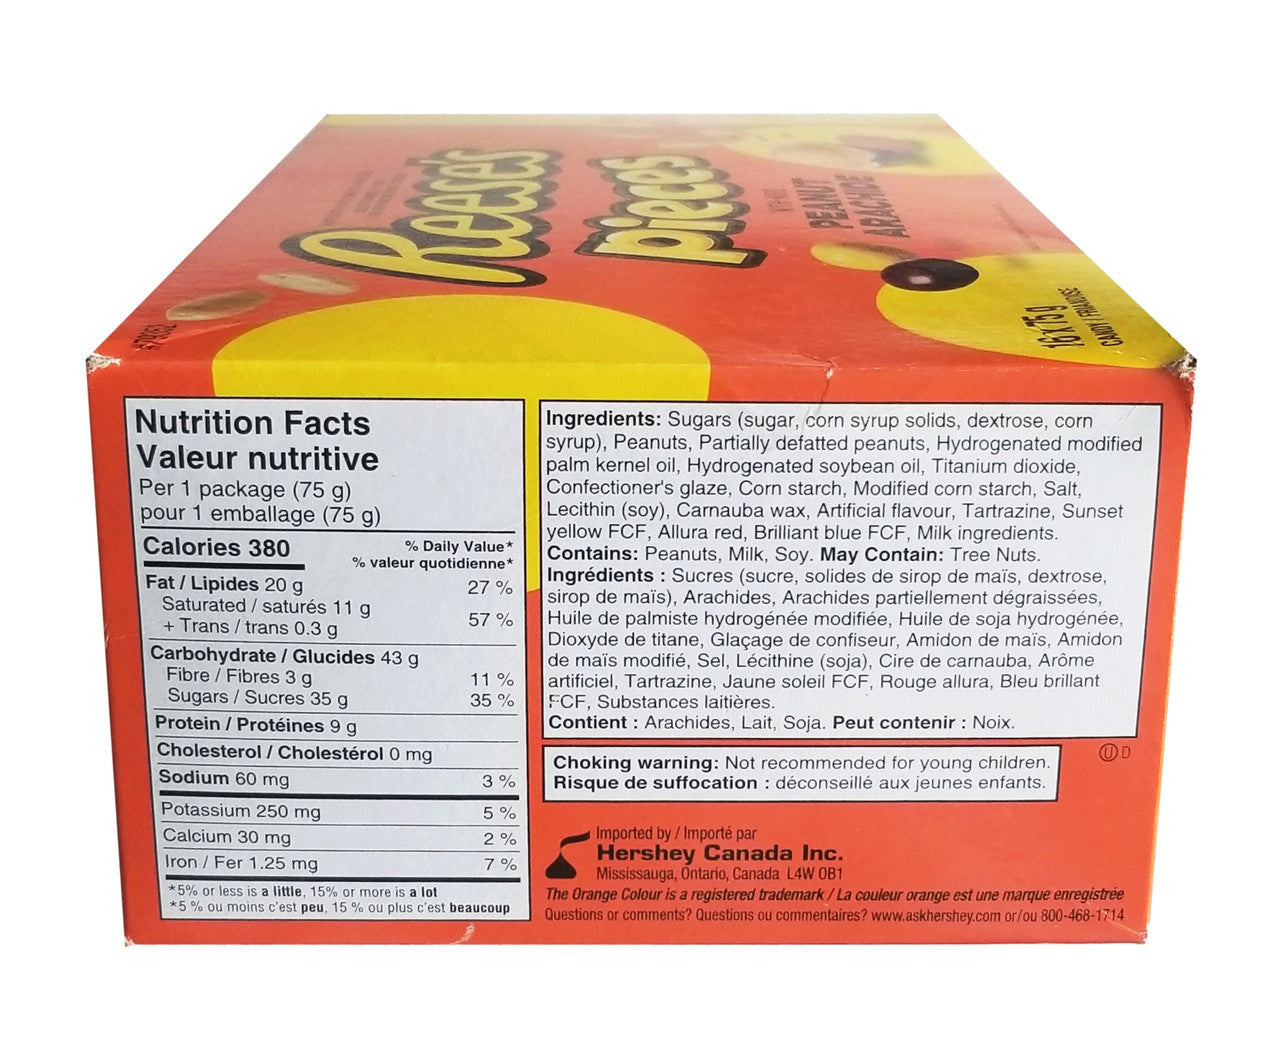 Reese's
pieces
PEANUT
ARACHIDE
16 x 75 g
Nutrition Facts
Valeur nutritive
Per 1 package (75 g)
pour 1 emballage (75 g)
Calories 380
% Daily Value*
% valeur quotidienne*
Fat / Lipides 20 g 27 %
Saturated / saturés 11 g
+ Trans / trans 0.3 g 57 %
Carbohydrate / Glucides 43 g
Fibre / Fibres 3 g 11 %
Sugars / Sucres 35 g 35 %
Protein / Protéines 9 g
Cholesterol / Cholestérol 0 mg
Sodium 60 mg 3 %
Potassium 250 mg 5 %
Calcium 30 mg 2 %
Iron / Fer 1.25 mg 7 %
*5% or less is a little, 15% or more is a lot
*5 % ou moins c'est peu, 15 % ou plus c'est beaucoup
Ingredients: Sugars (sugar, corn syrup solids, dextrose, corn
syrup), Peanuts, Partially defatted peanuts, Hydrogenated modified
palm kernel oil, Hydrogenated soybean oil, Titanium dioxide,
Confectioner's glaze, Corn starch, Modified corn starch, Salt,
Lecithin (soy), Carnauba wax, Artificial flavour, Tartrazine, Sunset
yellow FCF, Allura red, Brilliant blue FCF, Milk ingredients.
Contains: Peanuts, Milk, Soy. May Contain: Tree Nuts.
Ingrédients : Sucres (sucre, solides de sirop de maïs, dextrose,
sirop de maïs), Arachides, Arachides partiellement dégraissées,
Huile de palmiste hydrogénée modifiée, Huile de soja hydrogénée,
Dioxyde de titane, Glaçage de confiseur, Amidon de maïs, Amidon
de maïs modifié, Sel, Lécithine (soja), Cire de carnauba, Arôme
artificiel, Tartrazine, Jaune soleil FCF, Rouge allura, Bleu brillant
FCF, Substances laitières.
Contient : Arachides, Lait, Soja. Peut contenir : Noix.
Choking warning: Not recommended for young children.
Risque de suffocation : déconseillé aux jeunes enfants.
Ⓤ D
Imported by / Importé par
Hershey Canada Inc.
Mississauga, Ontario, Canada L4W 0B1
The Orange Colour is a registered trademark / La couleur orange est une marque enregistrée
Questions or comments? Questions ou commentaires? www.askhershey.com or/ou 800-468-1714